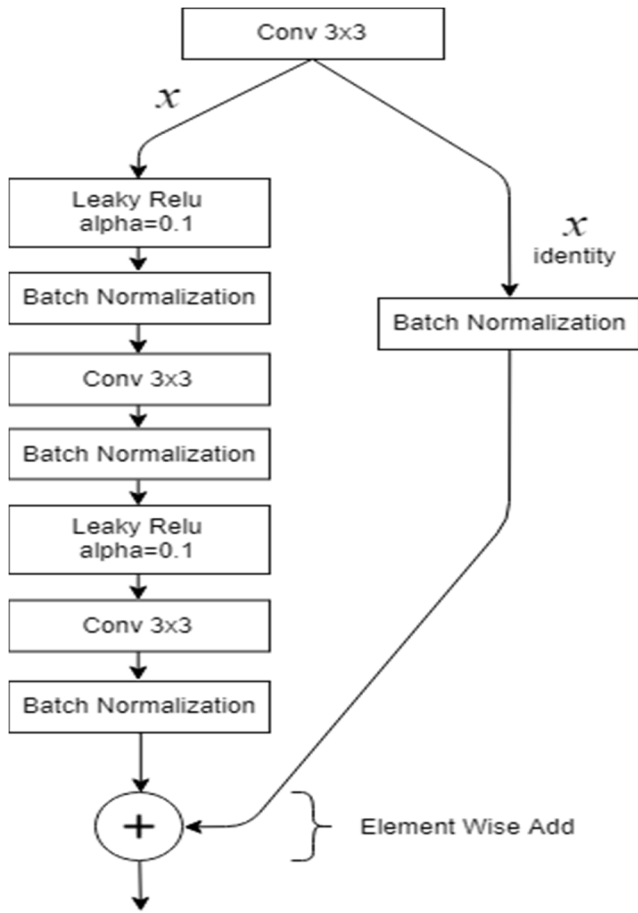 Conv 3x3
x
Leaky Relu
alpha=0.1
x
identity
Batch Normalization
Batch Normalization
Conv 3x3
Batch Normalization
Leaky Relu
alpha=0.1
Conv 3x3
Batch Normalization
+
Element Wise Add